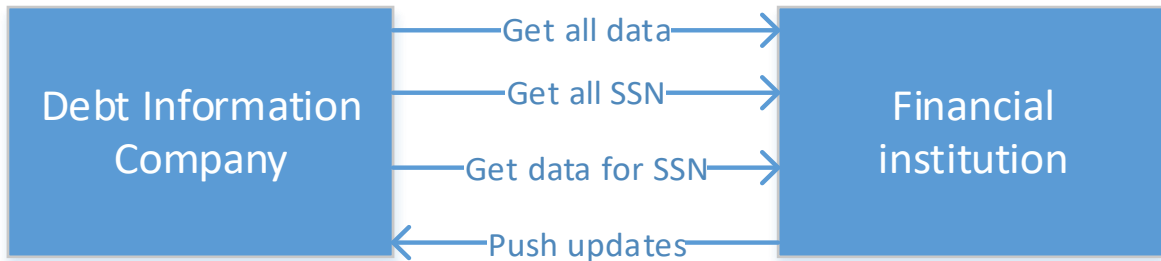 Debt Information
Company
Get all data
Get all SSN
Get data for SSN
Push updates
Financial
institution